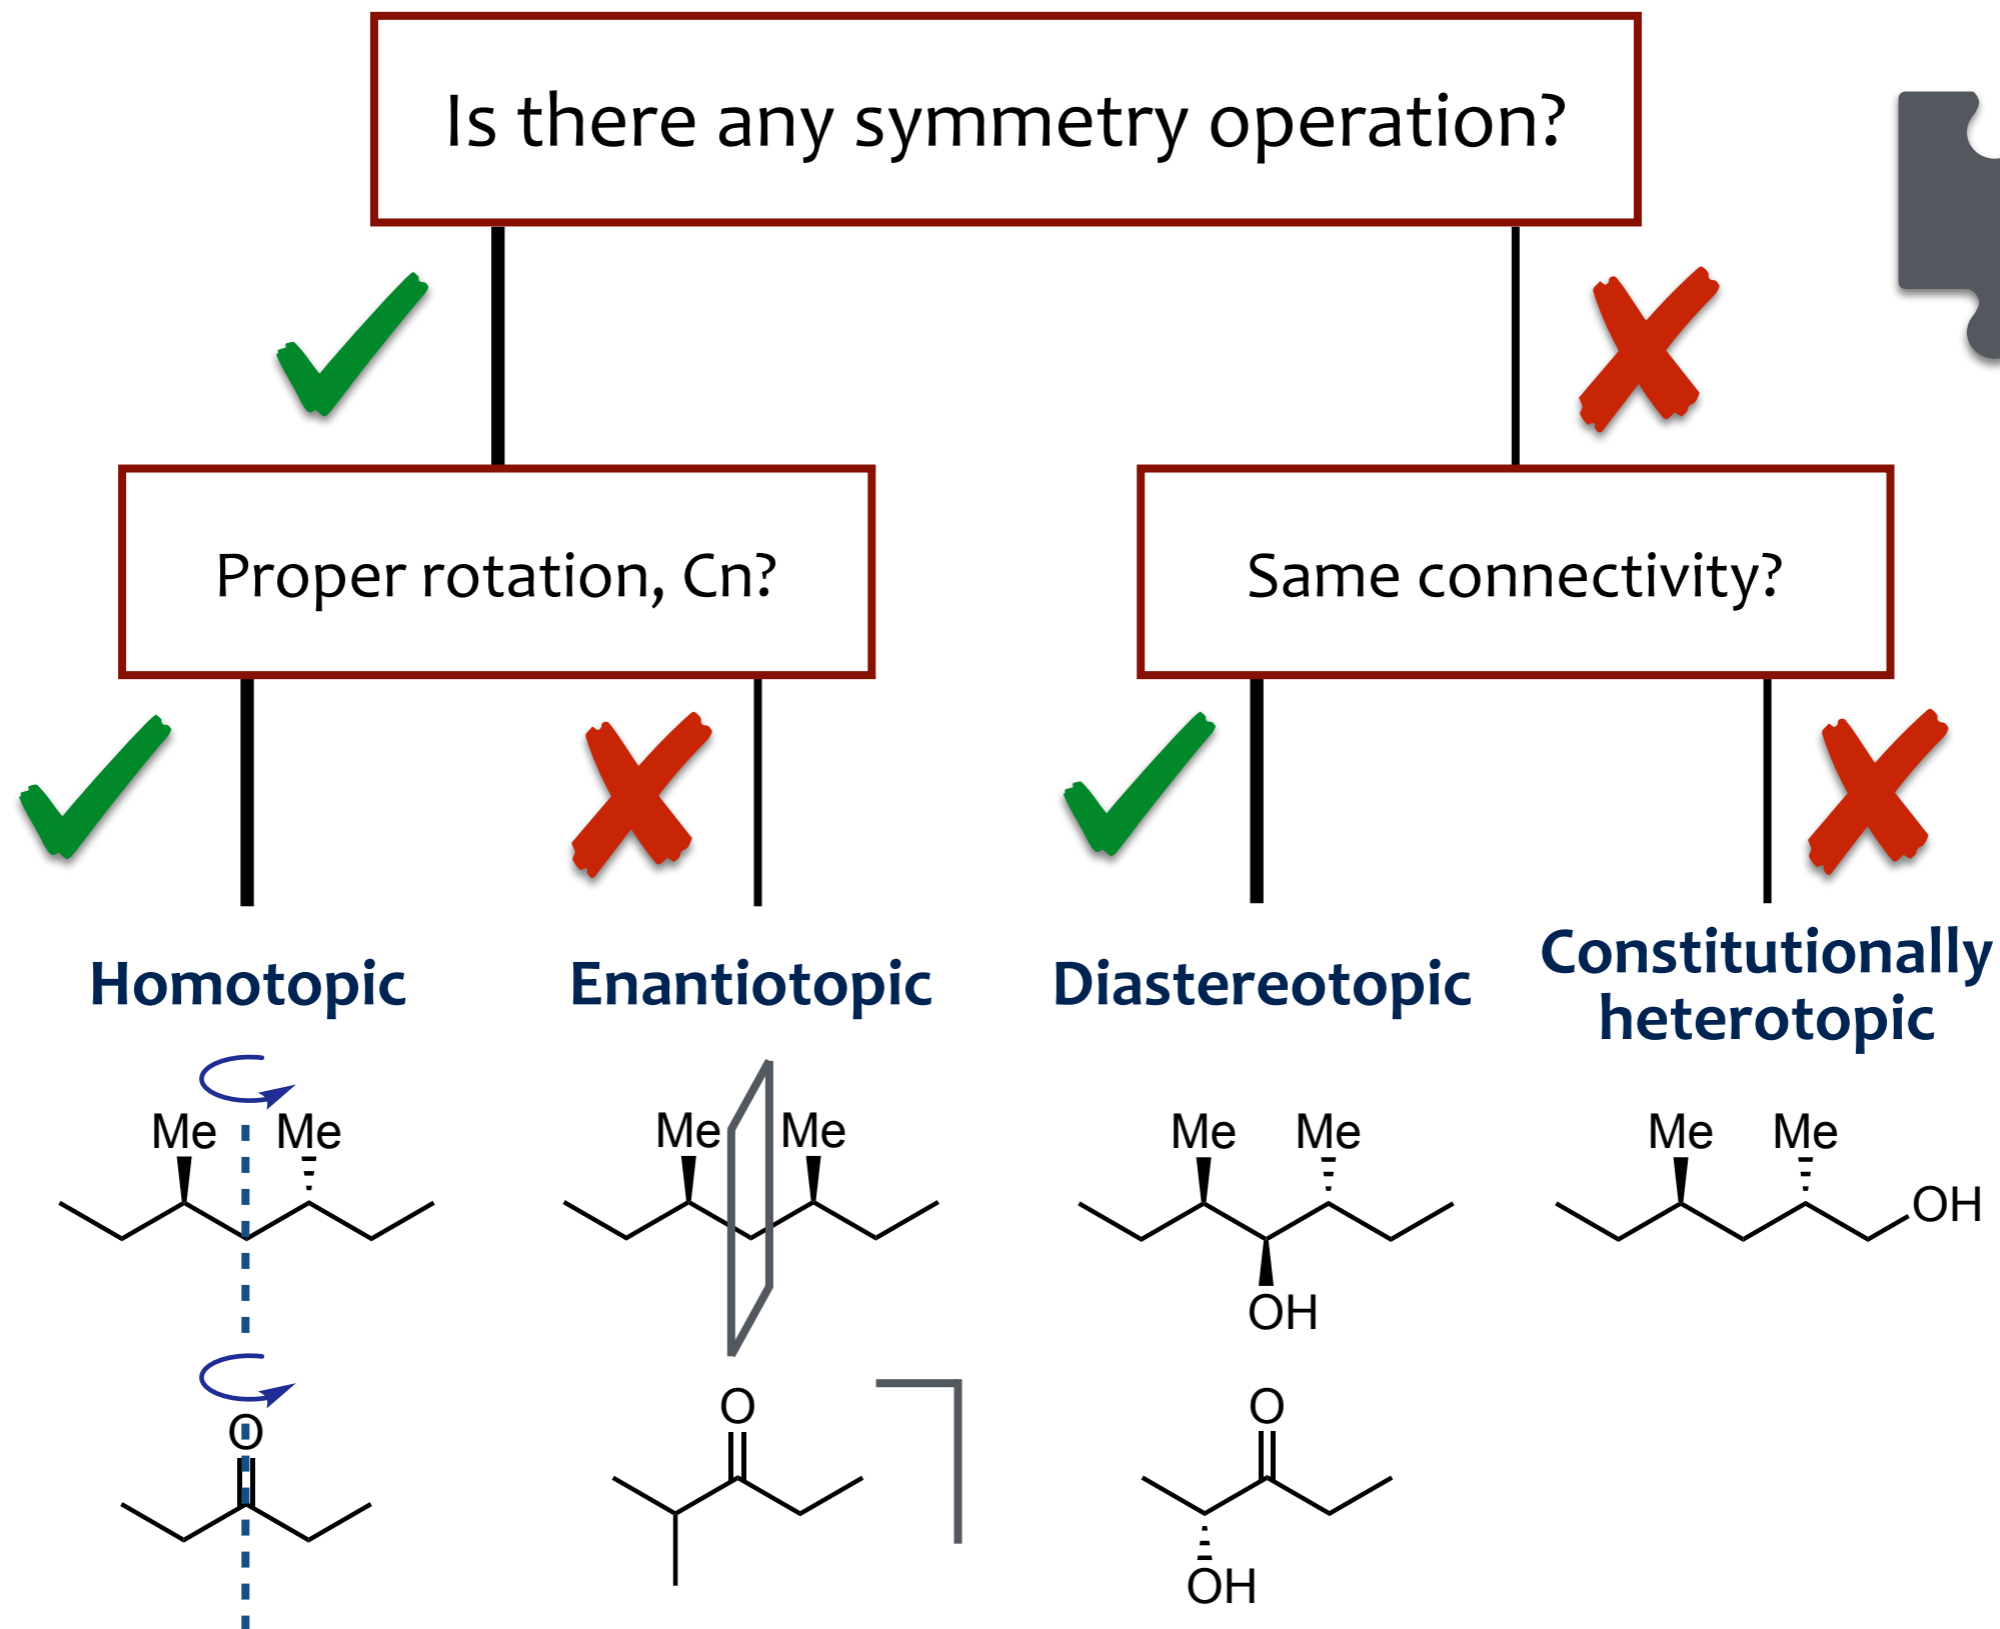 Is there any symmetry operation?
Proper rotation, Cn?
Same connectivity?
Homotopic
Enantiotopic
Diastereotopic
Constitutionally
heterotopic
Me Me
Me Me
Me Me
OH
Me Me
OH
O
O
O
OH